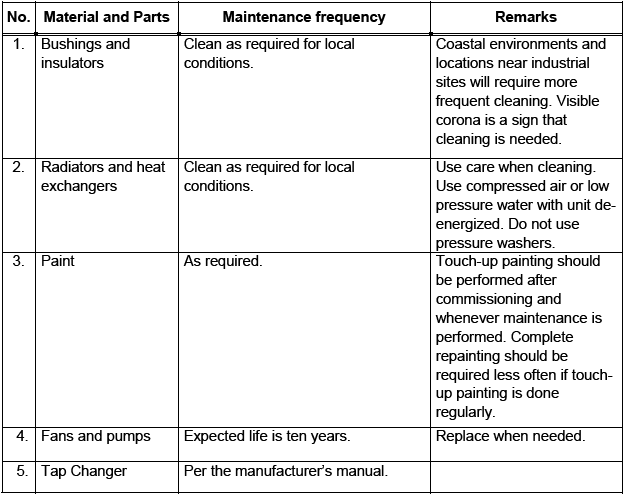 No. Material and Parts Maintenance frequency Remarks
1. Bushings and insulators Clean as required for local conditions. Coastal environments and locations near industrial sites will require more frequent cleaning. Visible corona is a sign that cleaning is needed.
2. Radiators and heat exchangers Clean as required for local conditions. Use care when cleaning. Use compressed air or low pressure water with unit de-energized. Do not use pressure washers.
3. Paint As required. Touch-up painting should be performed after commissioning and whenever maintenance is performed. Complete repainting should be required less often if touch-up painting is done regularly.
4. Fans and pumps Expected life is ten years. Replace when needed.
5. Tap Changer Per the manufacturer's manual.